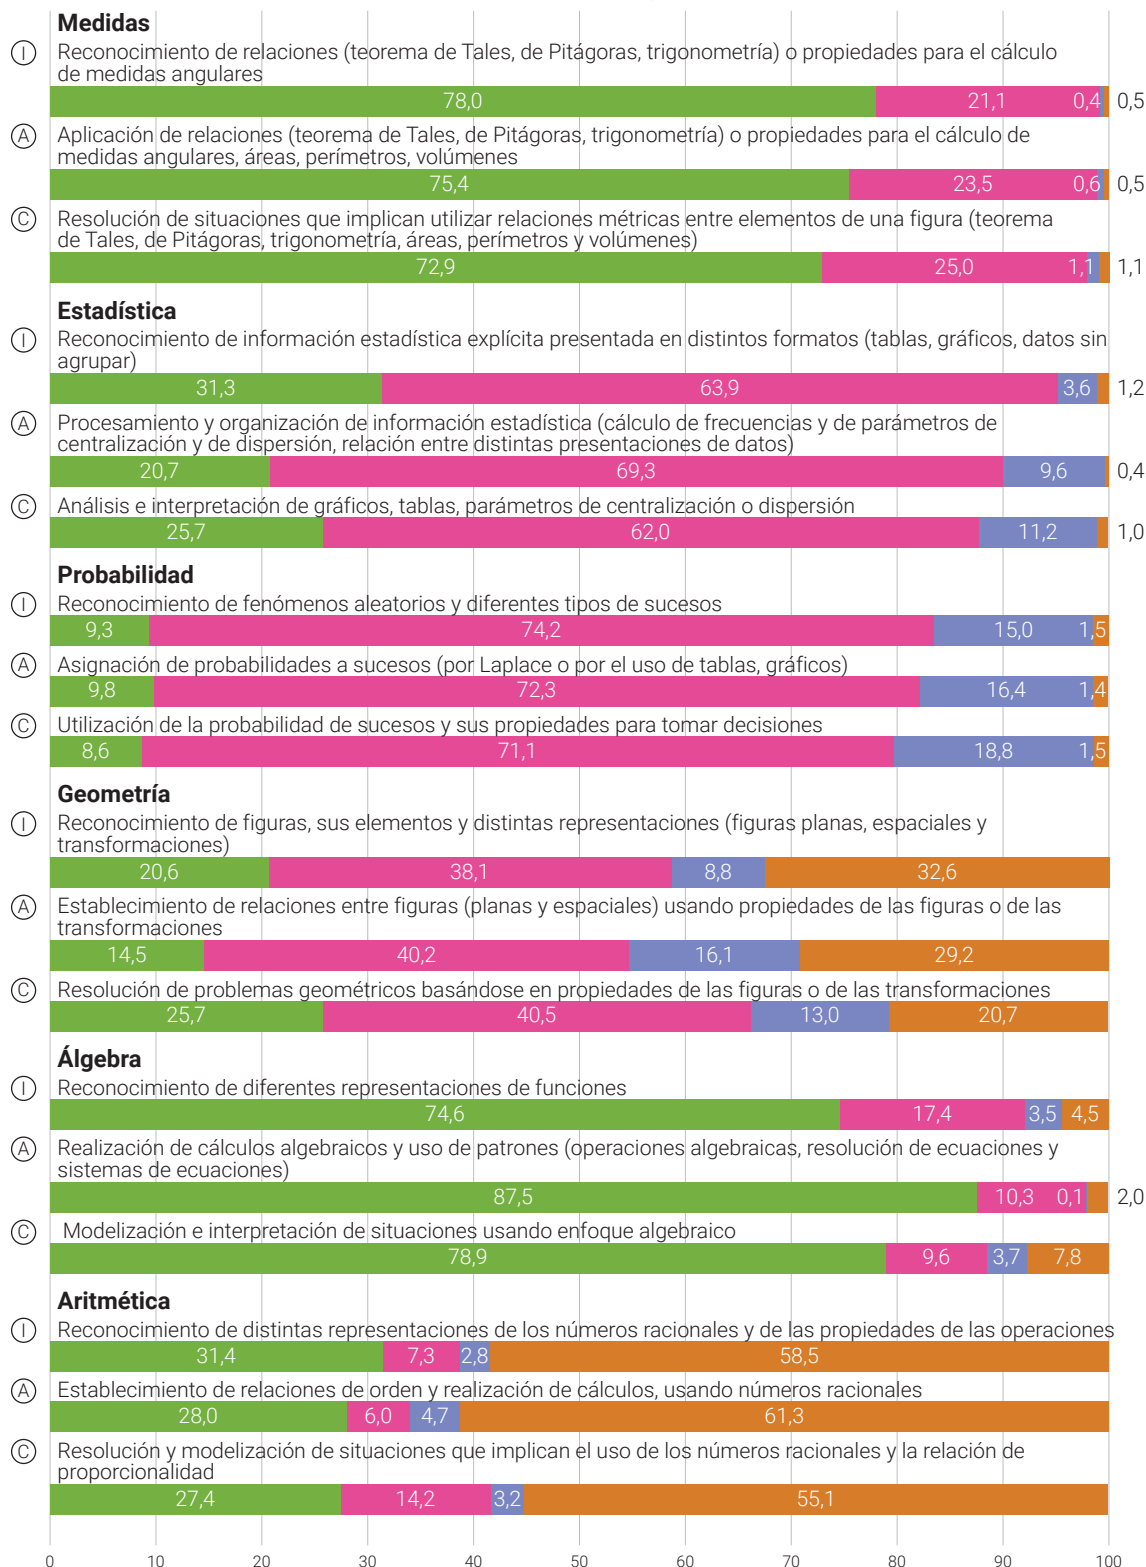 Medidas
I Reconocimiento de relaciones (teorema de Tales, de Pitágoras, trigonometría) o propiedades para el cálculo
de medidas angulares
78,0 21,1 0,4 0,5
A Aplicación de relaciones (teorema de Tales, de Pitágoras, trigonometría) o propiedades para el cálculo de
medidas angulares, áreas, perímetros, volúmenes
75,4 23,5 0,6 0,5
C Resolución de situaciones que implican utilizar relaciones métricas entre elementos de una figura (teorema
de Tales, de Pitágoras, trigonometría, áreas, perímetros y volúmenes)
72,9 25,0 1,1 1,1
Estadística
I Reconocimiento de información estadística explícita presentada en distintos formatos (tablas, gráficos, datos sin
agrupar)
31,3 63,9 3,6 1,2
A Procesamiento y organización de información estadística (cálculo de frecuencias y de parámetros de
centralización y de dispersión, relación entre distintas presentaciones de datos)
20,7 69,3 9,6 0,4
C Análisis e interpretación de gráficos, tablas, parámetros de centralización o dispersión
25,7 62,0 11,2 1,0
Probabilidad
I Reconocimiento de fenómenos aleatorios y diferentes tipos de sucesos
9,3 74,2 15,0 1,5
A Asignación de probabilidades a sucesos (por Laplace o por el uso de tablas, gráficos)
9,8 72,3 16,4 1,4
C Utilización de la probabilidad de sucesos y sus propiedades para tomar decisiones
8,6 71,1 18,8 1,5
Geometría
I Reconocimiento de figuras, sus elementos y distintas representaciones (figuras planas, espaciales y
transformaciones)
20,6 38,1 8,8 32,6
A Establecimiento de relaciones entre figuras (planas y espaciales) usando propiedades de las figuras o de las
transformaciones
14,5 40,2 16,1 29,2
C Resolución de problemas geométricos basándose en propiedades de las figuras o de las transformaciones
25,7 40,5 13,0 20,7
Álgebra
I Reconocimiento de diferentes representaciones de funciones
74,6 17,4 3,5 4,5
A Realización de cálculos algebraicos y uso de patrones (operaciones algebraicas, resolución de ecuaciones y
sistemas de ecuaciones)
87,5 10,3 0,1 2,0
C Modelización e interpretación de situaciones usando enfoque algebraico
78,9 9,6 3,7 7,8
Aritmética
I Reconocimiento de distintas representaciones de los números racionales y de las propiedades de las operaciones
31,4 7,3 2,8 58,5
A Establecimiento de relaciones de orden y realización de cálculos, usando números racionales
28,0 6,0 4,7 61,3
C Resolución y modelización de situaciones que implican el uso de los números racionales y la relación de
proporcionalidad
27,4 14,2 3,2 55,1
0 10 20 30 40 50 60 70 80 90 100